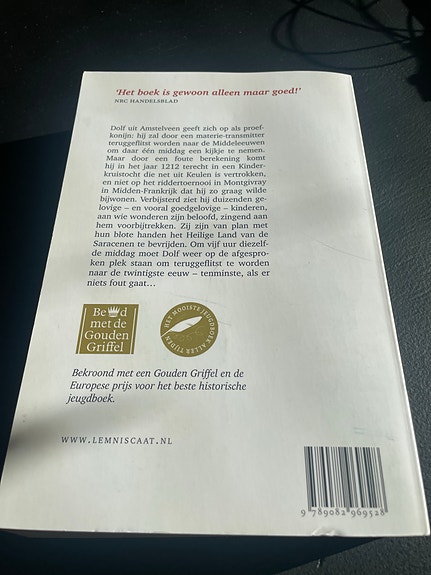 'Het boek is gewoon alleen maar goed!'
NRC HANDELSBLAD
Dolf uit Amstelveen geeft zich op als proef-
konijn: hij zal door een materie-transmitter
teruggeflitst worden naar de Middeleeuwen
om daar één middag een kijkje te nemen.
Maar door een foute berekening komt
hij in het jaar 1212 terecht in een Kinder-
kruistocht die net uit Keulen is vertrokken,
en niet op het riddertoernooi in Montgivray
in Midden-Frankrijk dat hij zo graag wilde
bijwonen. Verbijsterd ziet hij duizenden ge-
lovige – en vooral goedgelovige – kinderen,
aan wie wonderen zijn beloofd, zingend aan
hem voorbijtrekken. Zij zijn van plan met
hun blote handen het Heilige Land van de
Saracenen te bevrijden. Om vijf uur diezelf-
de middag moet Dolf weer op de afgespro-
ken plek staan om teruggeflitst te worden
naar de twintigste eeuw – tenminste, als er
niets fout gaat...
Be
d
met de
Gouden
Griffel
HET MOOISTE JEUGDBOEK ALLER TIJDEN
Bekroond met een Gouden Griffel en de
Europese prijs voor het beste historische
jeugdboek.
WWW.LEMNISCAAT.NL
9 789082 969528